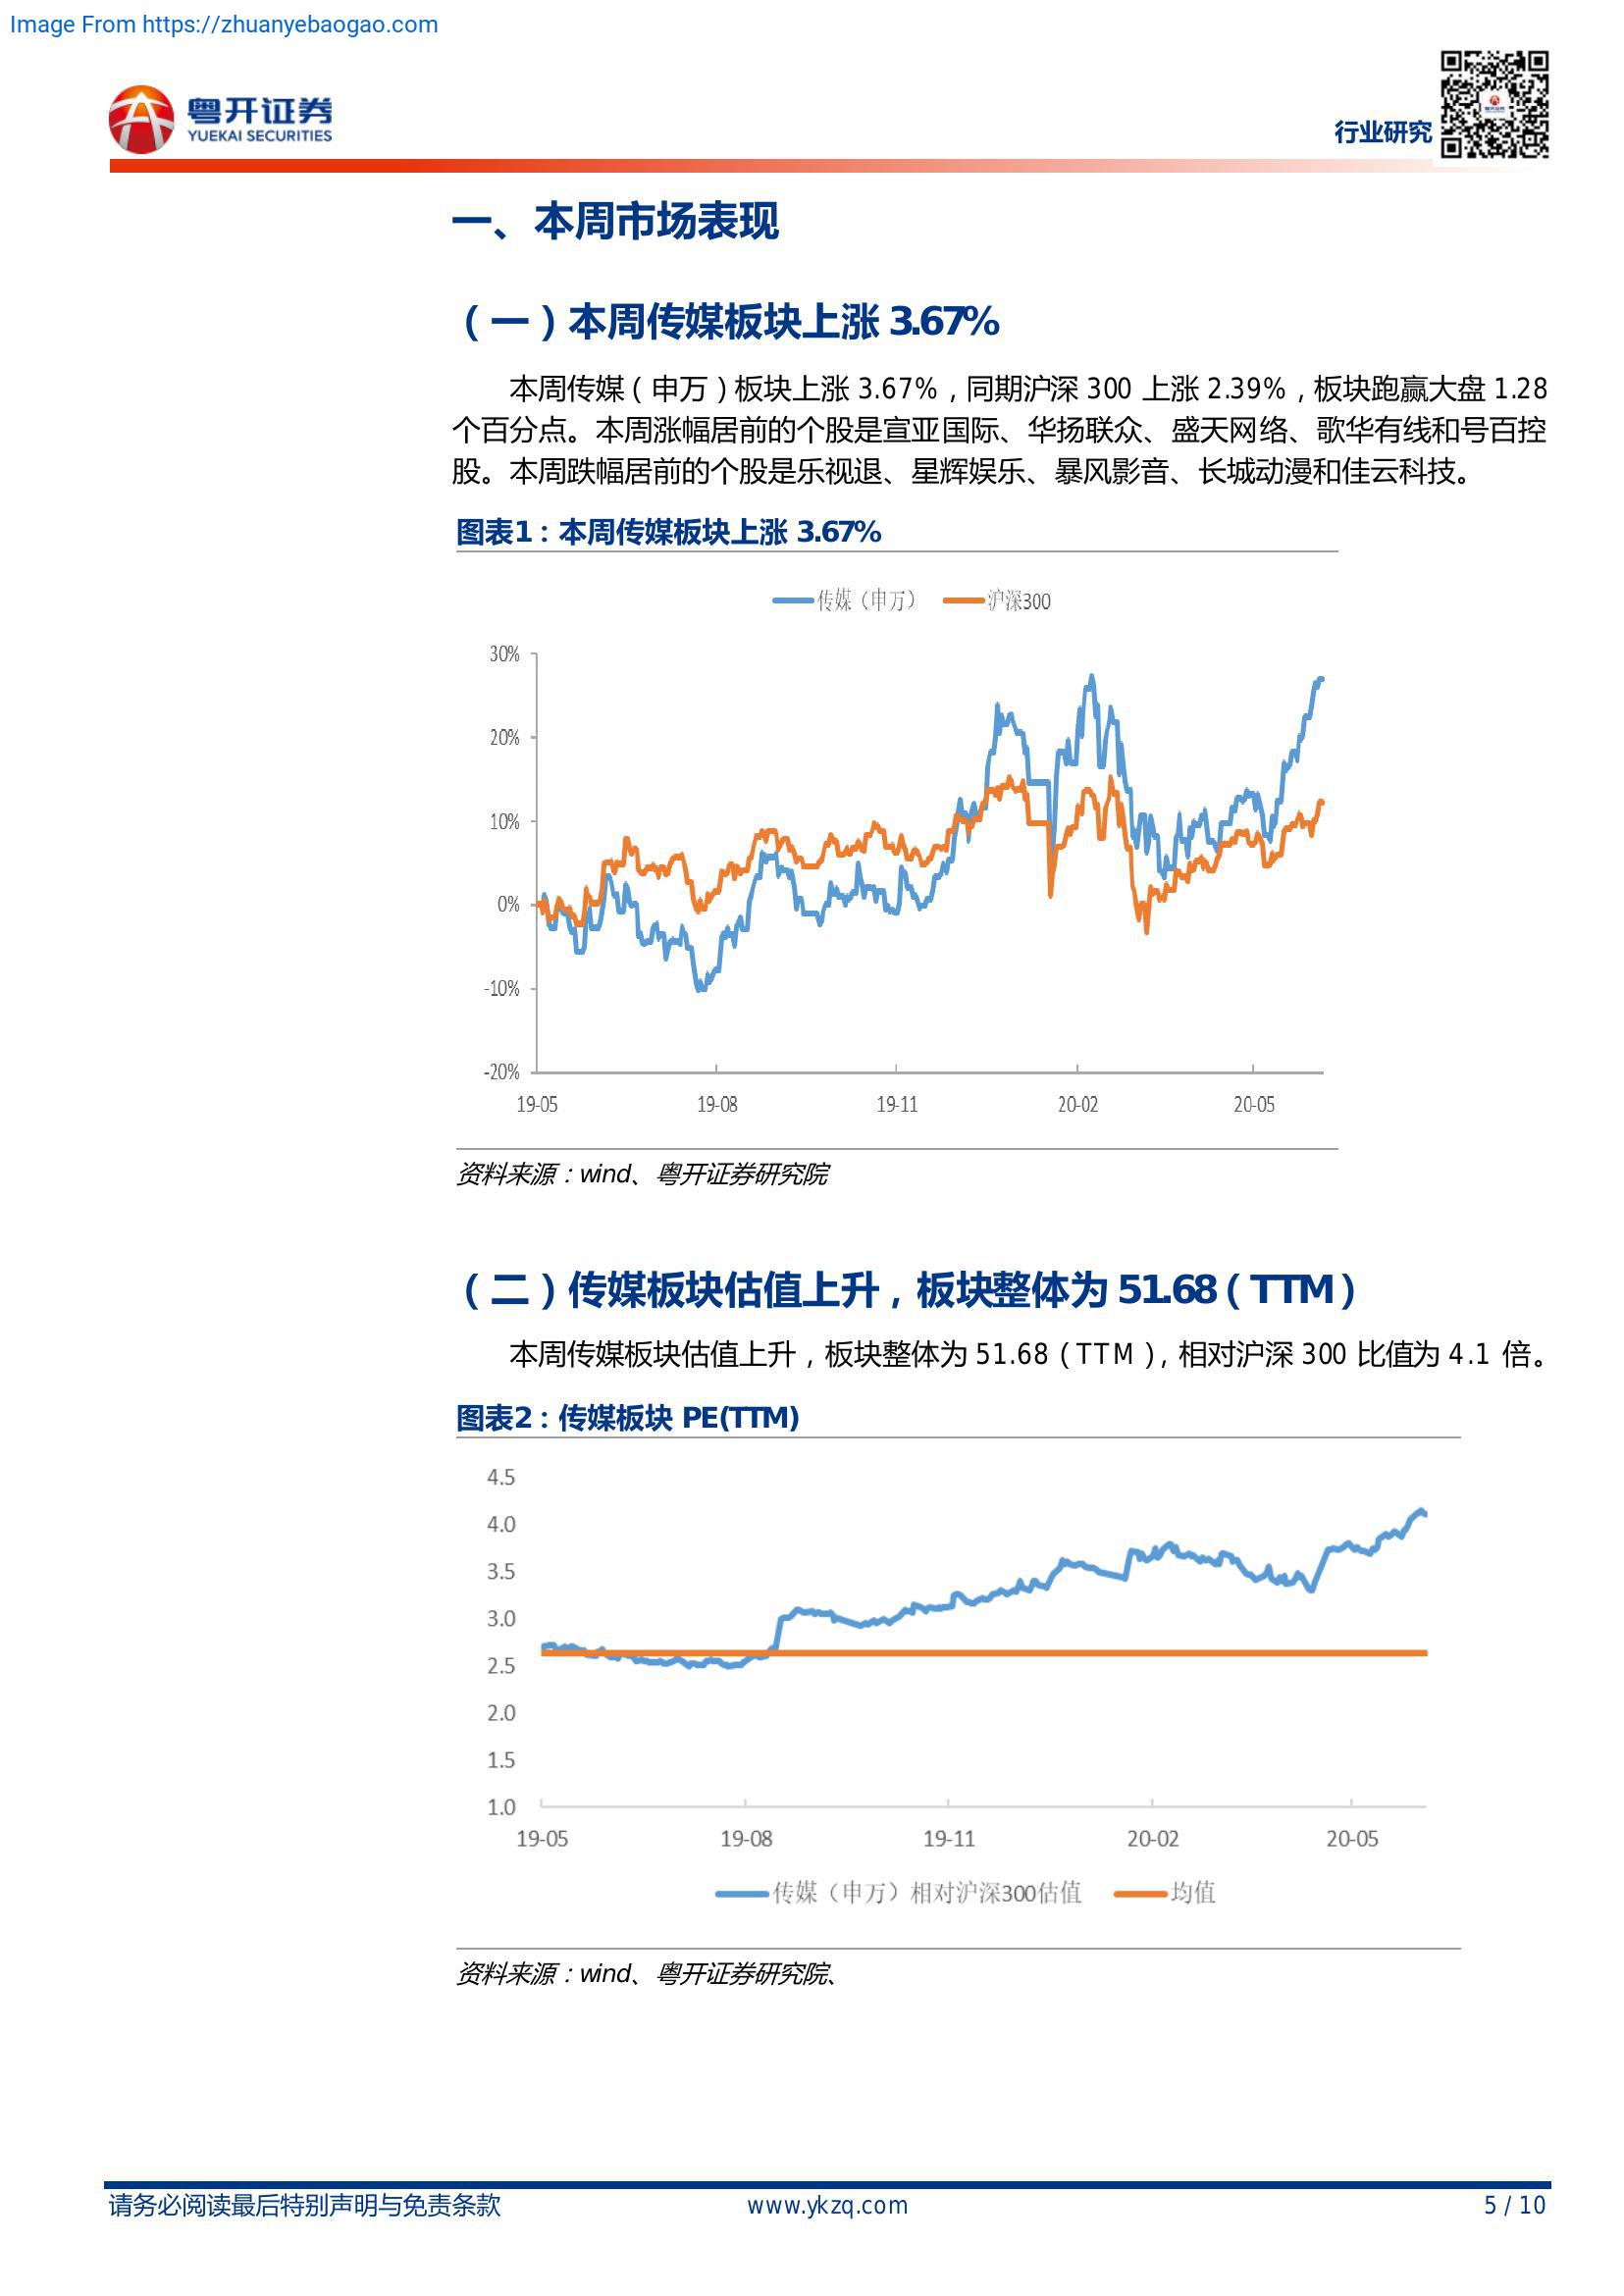 Image From https://zhuanyebaogao.com
粤开证券
YUEKAI SECURITIES
行业研究
一、本周市场表现
（一）本周传媒板块上涨 3.67%
本周传媒（申万）板块上涨 3.67%，同期沪深 300 上涨 2.39%，板块跑赢大盘 1.28
个百分点。本周涨幅居前的个股是宣亚国际、华扬联众、盛天网络、歌华有线和号百控
股。本周跌幅居前的个股是乐视退、星辉娱乐、暴风影音、长城动漫和佳云科技。
图表1：本周传媒板块上涨 3.67%
传媒（申万） 沪深300
30%
20%
10%
0%
-10%
-20%
19-05 19-08 19-11 20-02 20-05
资料来源：wind、粤开证券研究院
（二）传媒板块估值上升，板块整体为 51.68（TTM）
本周传媒板块估值上升，板块整体为 51.68（TTM），相对沪深 300 比值为 4.1 倍。
图表2：传媒板块 PE(TTM)
4.5
4.0
3.5
3.0
2.5
2.0
1.5
1.0
19-05 19-08 19-11 20-02 20-05
传媒（申万）相对沪深300估值 均值
资料来源：wind、粤开证券研究院、
请务必阅读最后特别声明与免责条款 www.ykzq.com 5 / 10